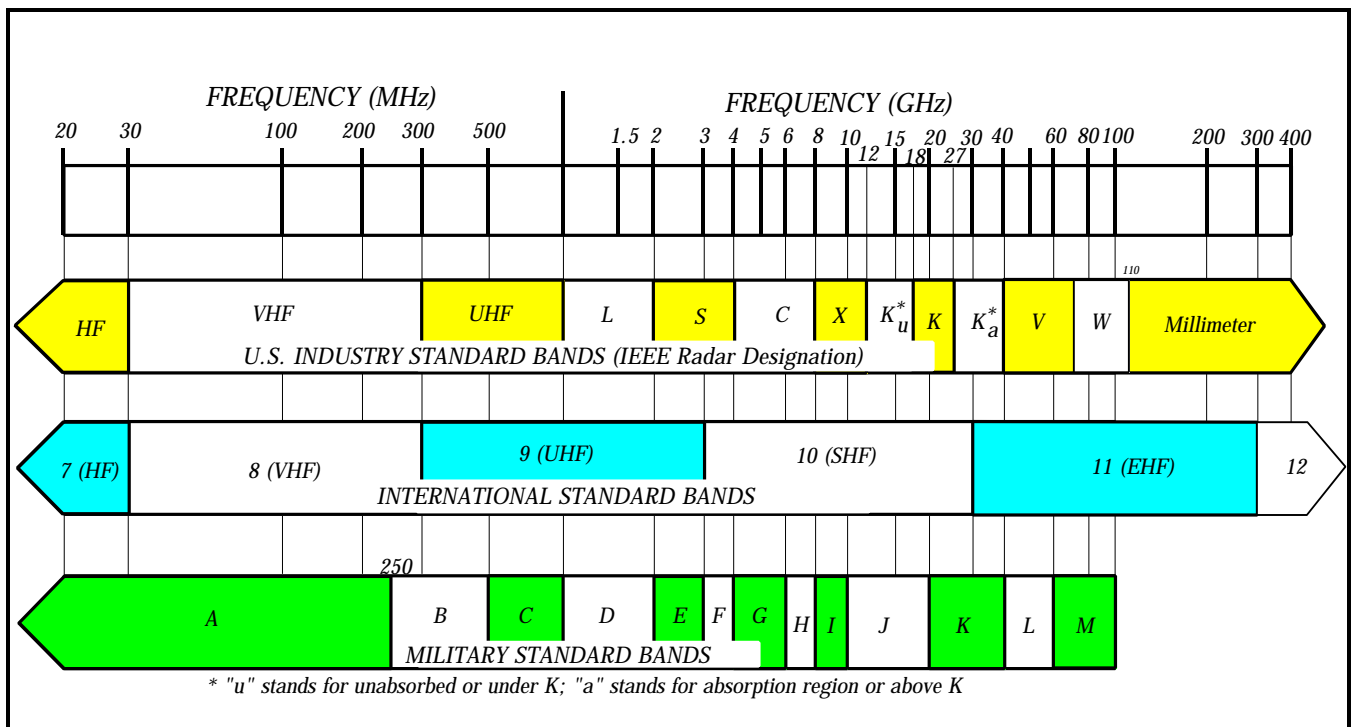 FREQUENCY (MHz) FREQUENCY (GHz)
20 30 100 200 300 500 1.5 2 3 4 5 6 8 10 12 15 18 20 27 30 40 60 80 100 200 300 400
110
HF VHF UHF L S C X K*u K K*a V W Millimeter
U.S. INDUSTRY STANDARD BANDS (IEEE Radar Designation)
7 (HF) 8 (VHF) 9 (UHF) 10 (SHF) 11 (EHF) 12
INTERNATIONAL STANDARD BANDS
250
A B C D E F G H I J K L M
MILITARY STANDARD BANDS
* "u" stands for unabsorbed or under K; "a" stands for absorption region or above K